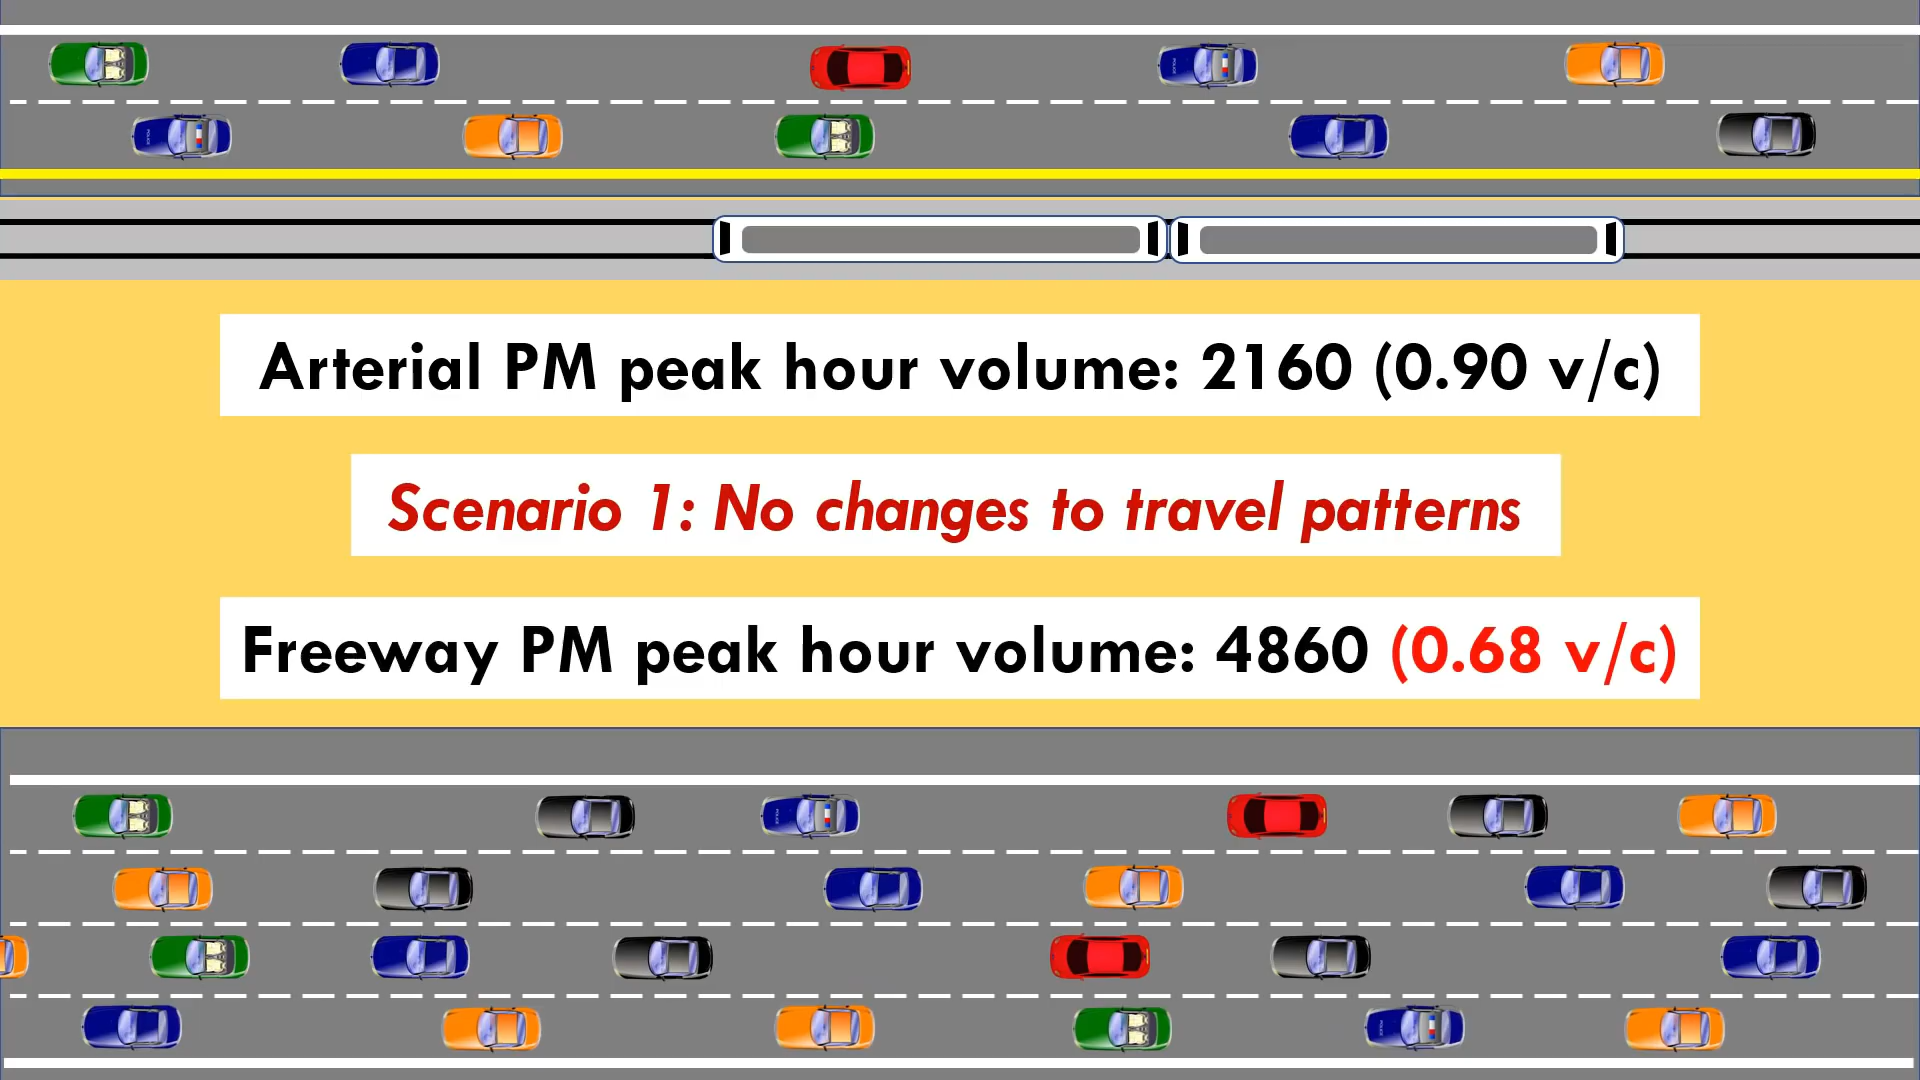 Arterial PM peak hour volume: 2160 (0.90 v/c)
Scenario 1: No changes to travel patterns
Freeway PM peak hour volume: 4860 (0.68 v/c)